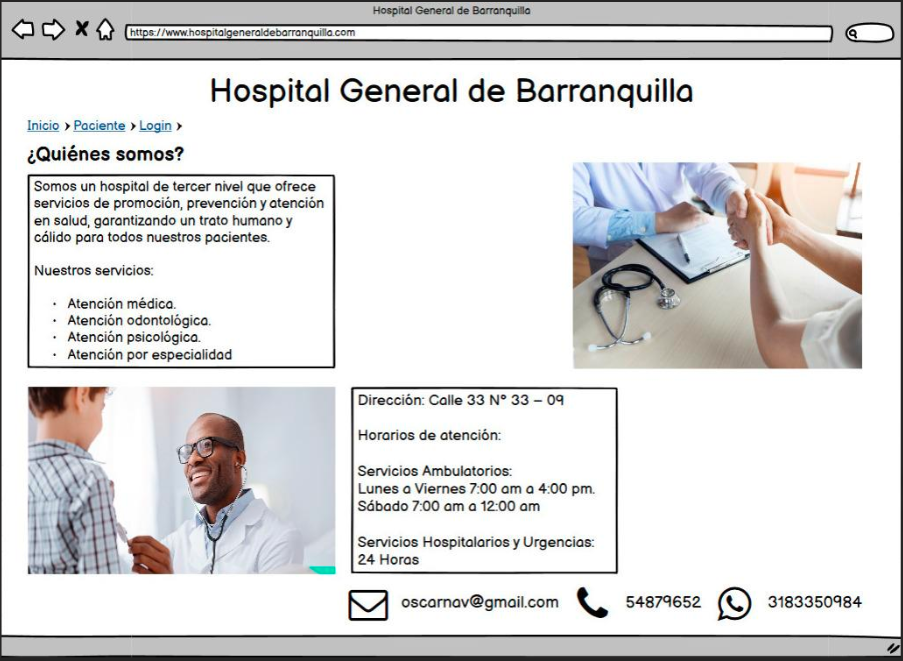 Hospital General de Barranquilla
https://www.hospitalgeneraldebarranquilla.com
Hospital General de Barranquilla
Inicio > Paciente > Login >
¿Quiénes somos?
Somos un hospital de tercer nivel que ofrece
servicios de promoción, prevención y atención
en salud, garantizando un trato humano y
cálido para todos nuestros pacientes.
Nuestros servicios:
· Atención médica.
· Atención odontológica.
· Atención psicológica.
· Atención por especialidad
Dirección: Calle 33 N° 33 – 09
Horarios de atención:
Servicios Ambulatorios:
Lunes a Viernes 7:00 am a 4:00 pm.
Sábado 7:00 am a 12:00 am
Servicios Hospitalarios y Urgencias:
24 Horas
oscarnav@gmail.com 54879652 3183350984